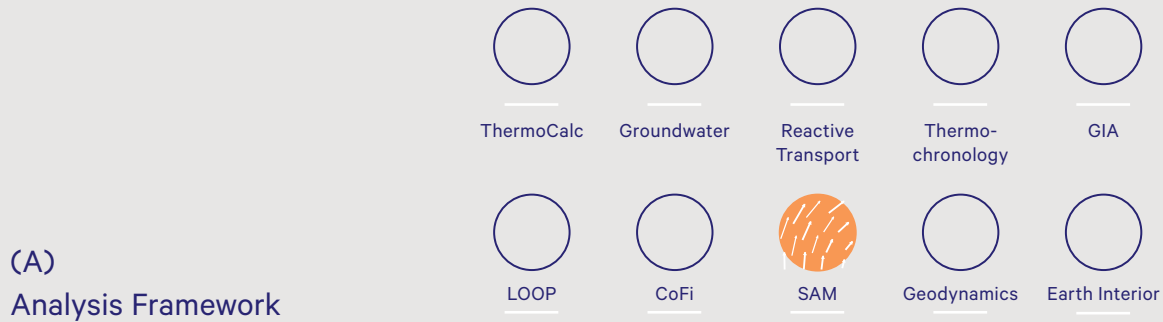 ThermoCalc
Groundwater
Reactive
Transport
Thermo-
chronology
GIA
(A)
Analysis Framework
LOOP
CoFi
SAM
Geodynamics
Earth Interior